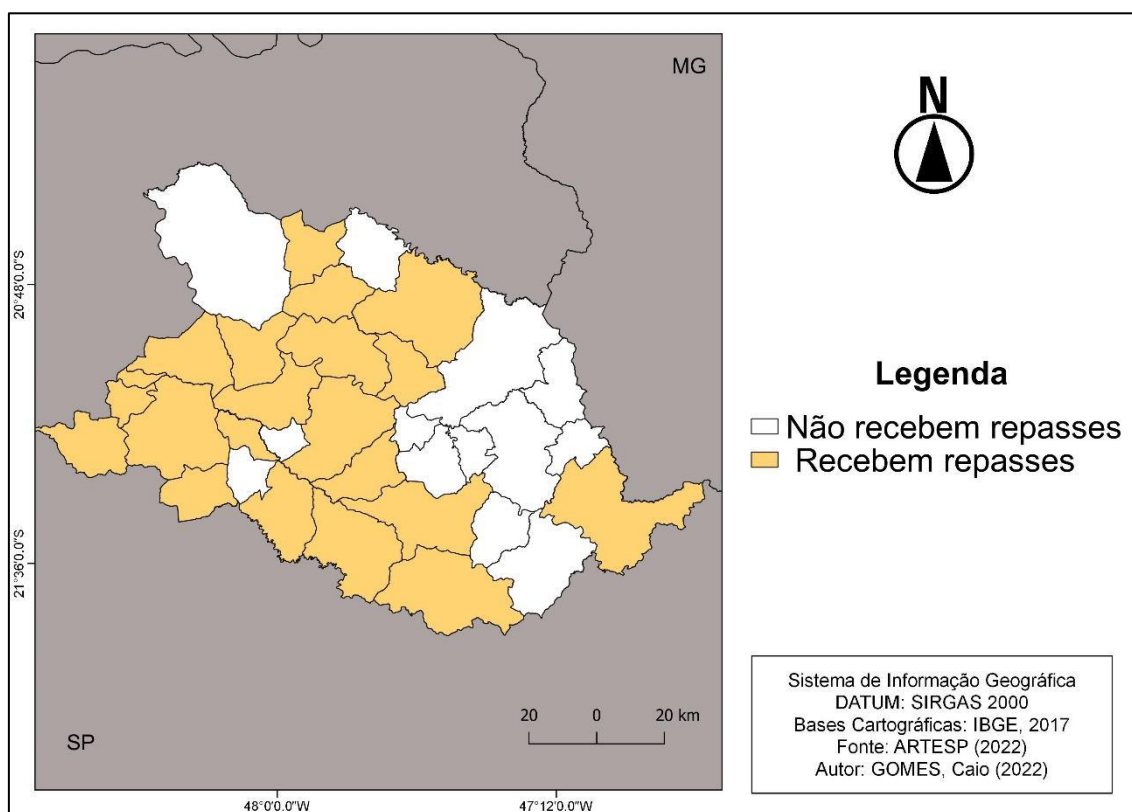 MG
N
20°48'0.0"S
Legenda
Não recebem repasses
Recebem repasses
21°36'0.0"S
20 0 20 km
SP
48°0'0.0"W
47°12'0.0"W
Sistema de Informação Geográfica
DATUM: SIRGAS 2000
Bases Cartográficas: IBGE, 2017
Fonte: ARTESP (2022)
Autor: GOMES, Caio (2022)